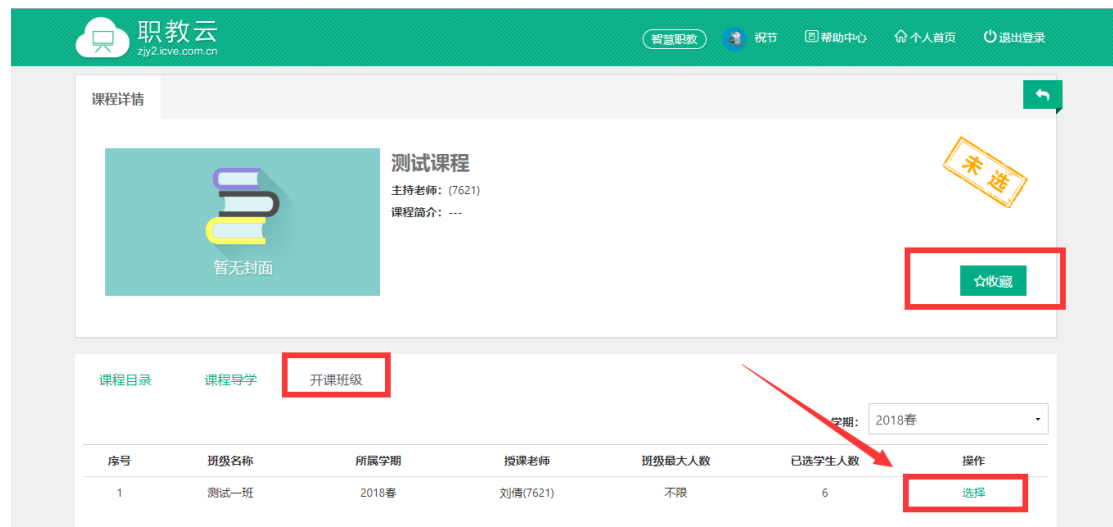 职教云
zjy2.icve.com.cn
智慧职教 祝节 帮助中心 个人首页 退出登录
课程详情
测试课程
主持老师：(7621)
课程简介：---
未选
暂无封面
收藏
课程目录 课程导学 开课班级
学期： 2018春
序号 班级名称 所属学期 授课老师 班级最大人数 已选学生人数 操作
1 测试一班 2018春 刘倩(7621) 不限 6 选择